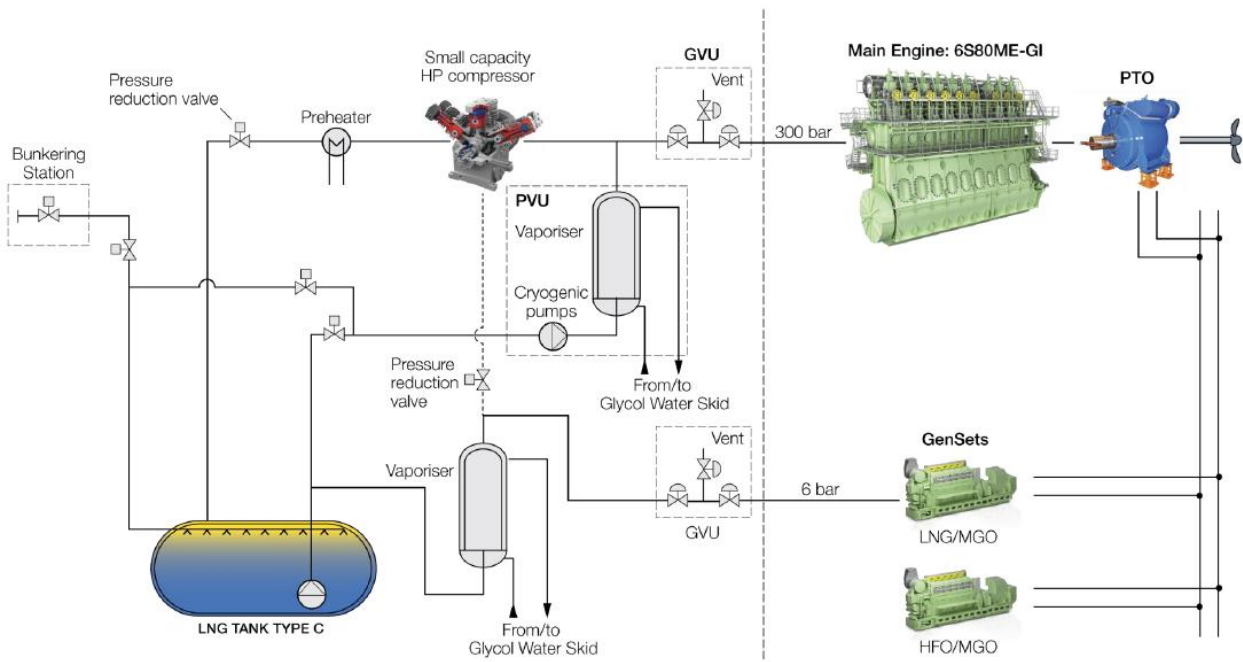 Small capacity
HP compressor
GVU
Vent
Main Engine: 6S80ME-GI
PTO
Pressure
reduction valve
Preheater
300 bar
Bunkering
Station
PVU
Vaporiser
Cryogenic
pumps
Pressure
reduction
valve
From/to
Glycol Water Skid
Vaporiser
Vent
GVU
6 bar
GenSets
LNG/MGO
LNG TANK TYPE C
From/to
Glycol Water Skid
HFO/MGO